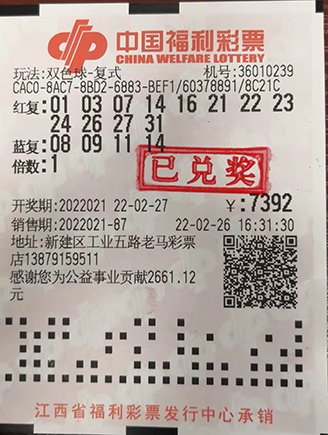 中国福利彩票
CHINA WELFARE LOTTERY
玩法:双色球-复式 机号:36010239
CAC0-8AC7-8BD2-6883-BEF1/60378891/8C21C
红复:01 03 07 14 16 21 22 23
24 26 27 31
蓝复:08 09 11 14
倍数:1
已兑奖
开奖期:2022021 22-02-27 ¥:7392
销售期:2022021-87 22-02-26 16:31:30
地址:新建区工业五路老马彩票
店13879159511
感谢您为公益事业贡献2661.12
元
江西省福利彩票发行中心承销